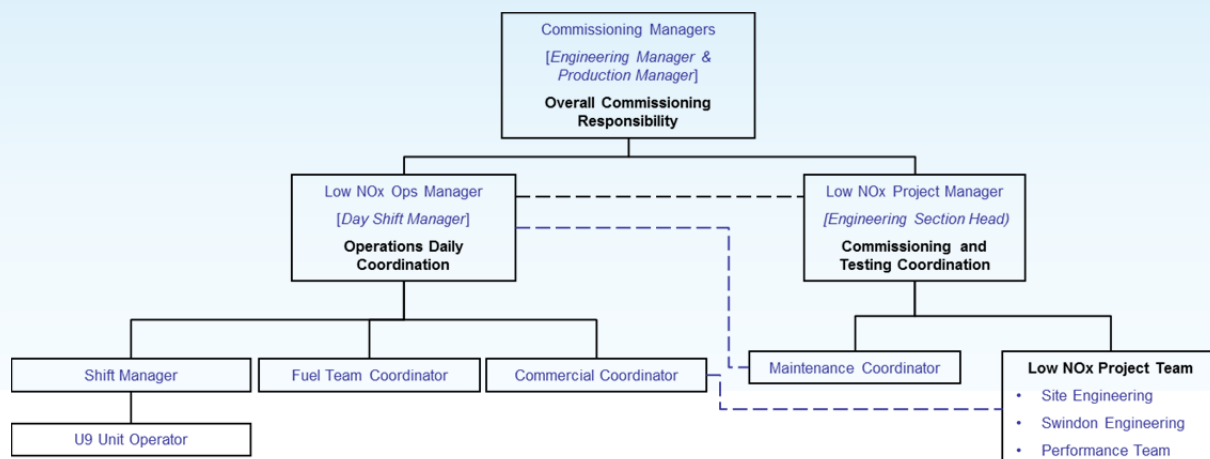 Commissioning Managers
[Engineering Manager &
Production Manager]
Overall Commissioning
Responsibility
Low NOx Ops Manager
[Day Shift Manager]
Operations Daily
Coordination
Low NOx Project Manager
[Engineering Section Head)
Commissioning and
Testing Coordination
Shift Manager
Fuel Team Coordinator
Commercial Coordinator
Maintenance Coordinator
Low NOx Project Team
• Site Engineering
• Swindon Engineering
• Performance Team
U9 Unit Operator